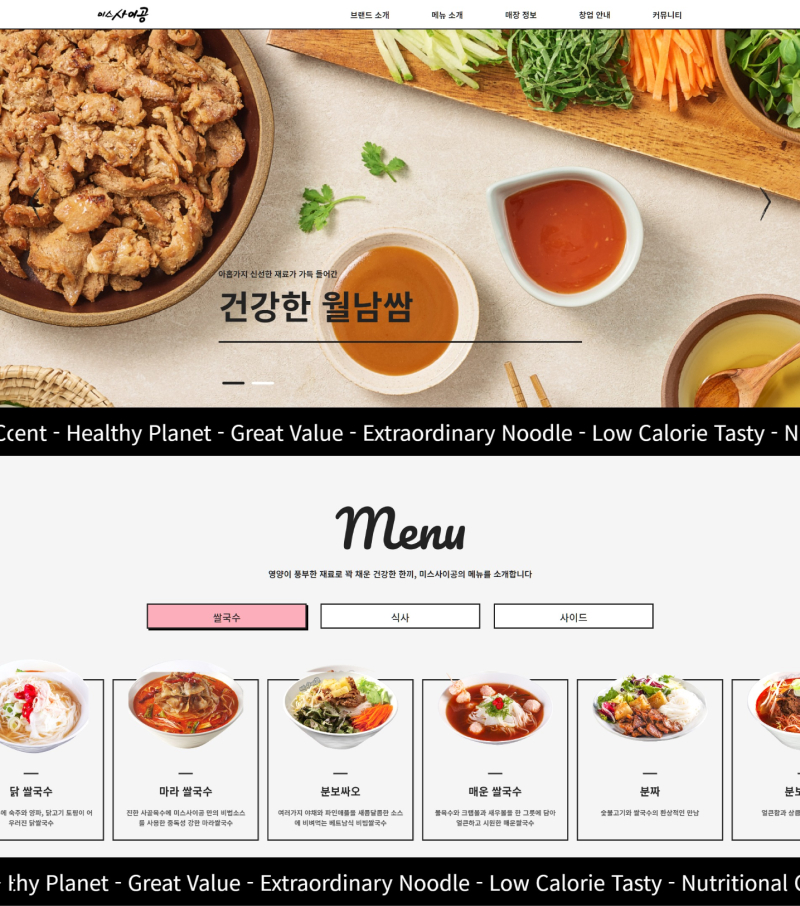 미스사이공
브랜드 소개
메뉴 소개
매장 정보
창업 안내
커뮤니티
아홉가지 신선한 재료가 가득 들어간
건강한 월남쌈
Ccent - Healthy Planet - Great Value - Extraordinary Noodle - Low Calorie Tasty - N
Menu
영양이 풍부한 재료로 꽉 채운 건강한 한끼, 미스사이공의 메뉴를 소개합니다
쌀국수
식사
사이드
닭 쌀국수
에 숙주와 양파, 닭고기 토핑이 어
우러진 닭쌀국수
마라 쌀국수
진한 사골육수에 미스사이공 만의 비법소스
를 사용한 중독성 강한 마라쌀국수
분보싸오
여러가지 야채와 파인애플을 새콤달콤한 소스
에 비벼먹는 베트남식 비빔쌀국수
매운 쌀국수
불육수와 크랩볼과 새우볼을 한 그릇에 담아
얼큰하고 시원한 매운쌀국수
분짜
숯불고기와 쌀국수의 환상적인 만남
분보
얼큰함과 상큼
- thy Planet - Great Value - Extraordinary Noodle - Low Calorie Tasty - Nutritional C